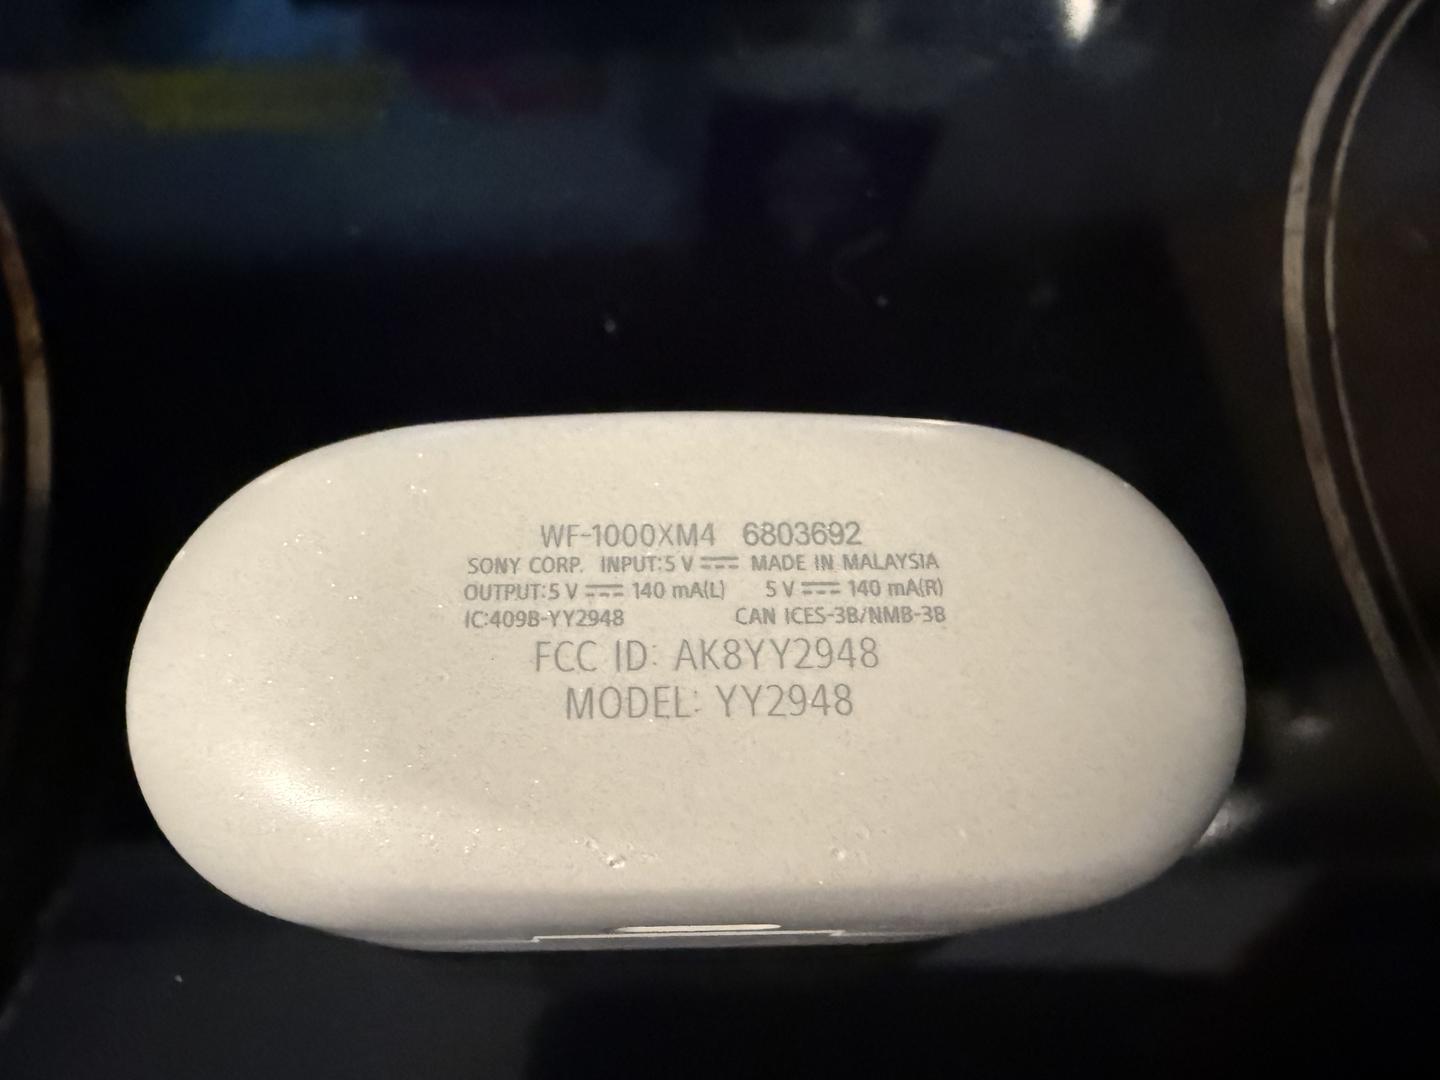 WF-1000XM4 6803692
SONY CORP. INPUT:5 V ⎓ MADE IN MALAYSIA
OUTPUT:5 V ⎓ 140 mA(L) 5 V ⎓ 140 mA(R)
IC:409B-YY2948 CAN ICES-3B/NMB-3B
FCC ID: AK8YY2948
MODEL: YY2948